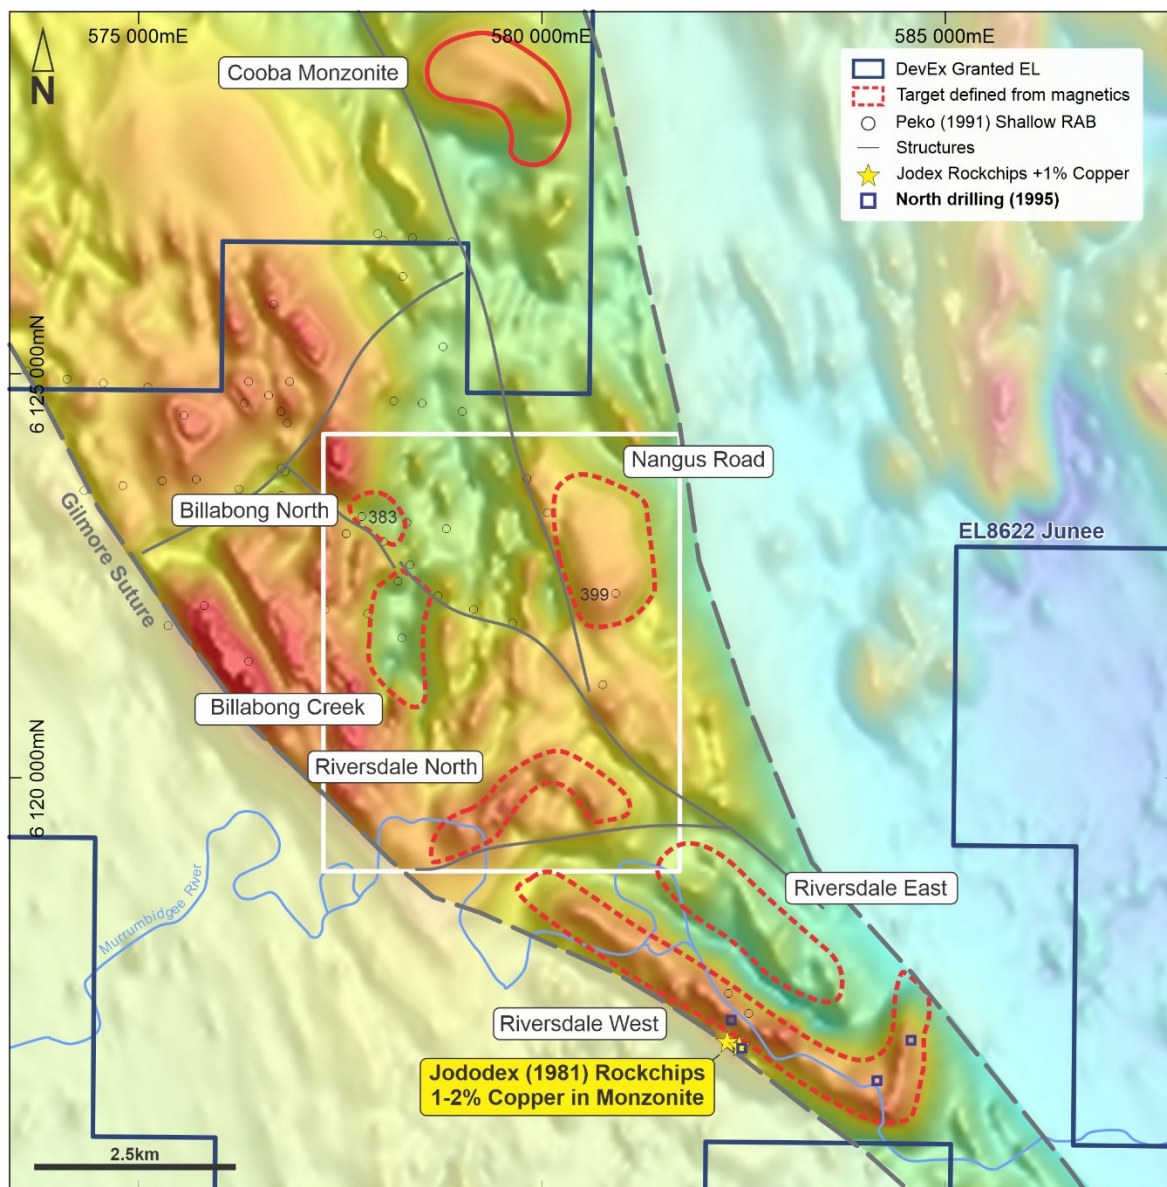 575 000mE
580 000mE
585 000mE
Cooba Monzonite
N
DevEx Granted EL
Target defined from magnetics
Peko (1991) Shallow RAB
Structures
Jodex Rockchips +1% Copper
North drilling (1995)
6 125 000mN
Nangus Road
Billabong North
383
Gilmore Suture
EL8622 Junee
399
Billabong Creek
Riversdale North
6 120 000mN
Riversdale East
Murrumbidgee River
Riversdale West
Jododex (1981) Rockchips
1-2% Copper in Monzonite
2.5km